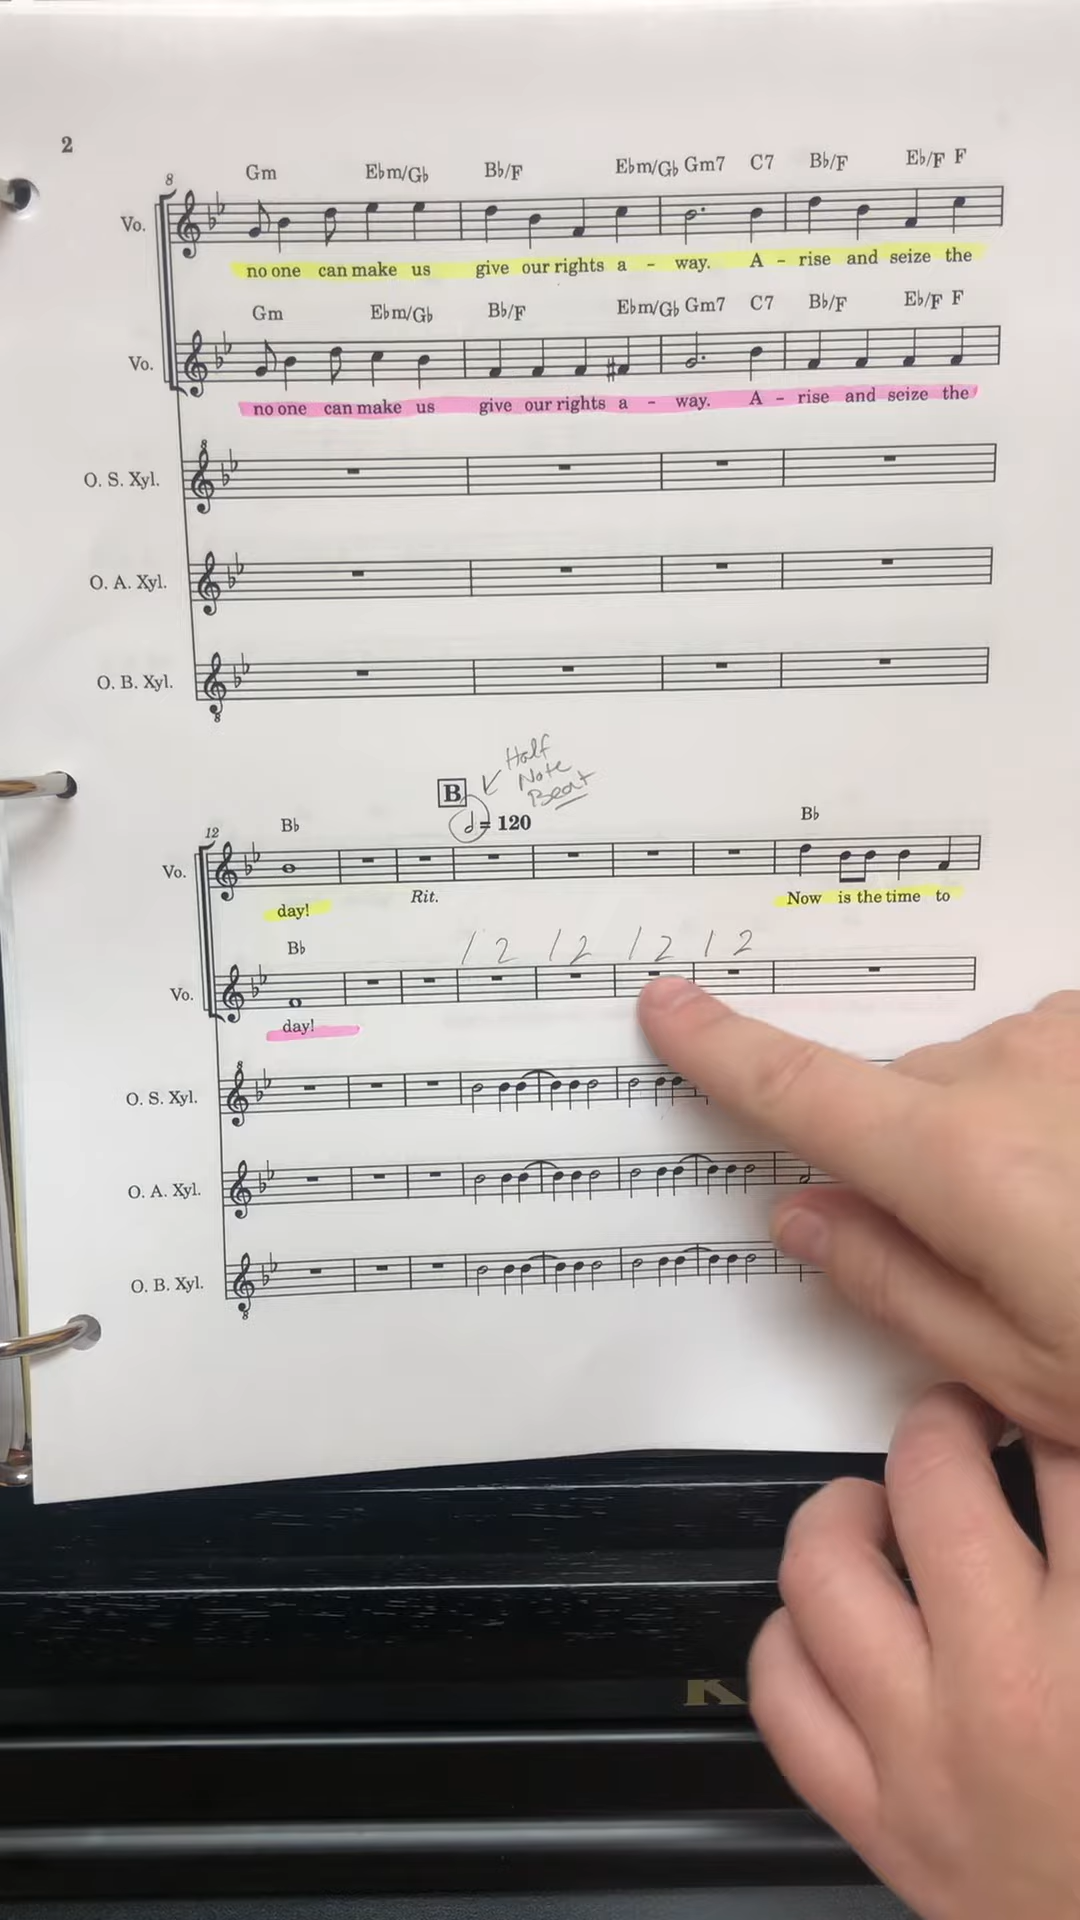 2
Gm E♭m/G♭ B♭/F E♭m/G♭ Gm7 C7 B♭/F E♭/F F
8
Vo.
no one can make us give our rights a - way. A - rise and seize the
Gm E♭m/G♭ B♭/F E♭m/G♭ Gm7 C7 B♭/F E♭/F F
Vo.
no one can make us give our rights a - way. A - rise and seize the
O. S. Xyl.
O. A. Xyl.
O. B. Xyl.
Half
Note
Beat
B
𝅗𝅥 = 120
12
B♭ B♭
Vo.
Rit.
day! Now is the time to
B♭
1 2 1 2 1 2 1 2
Vo.
day!
O. S. Xyl.
O. A. Xyl.
O. B. Xyl.
K